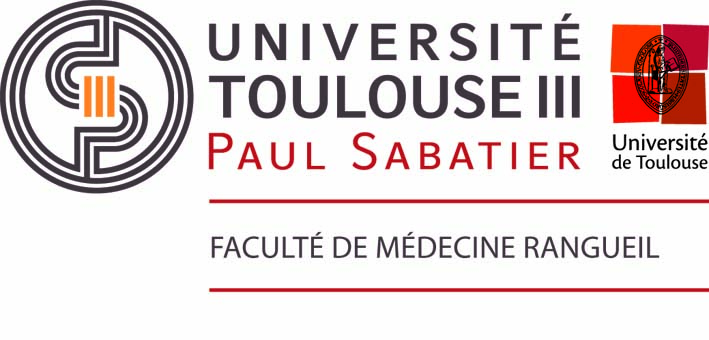 UNIVERSITÉ
TOULOUSE III
PAUL SABATIER
Université
de Toulouse
FACULTÉ DE MÉDECINE RANGUEIL